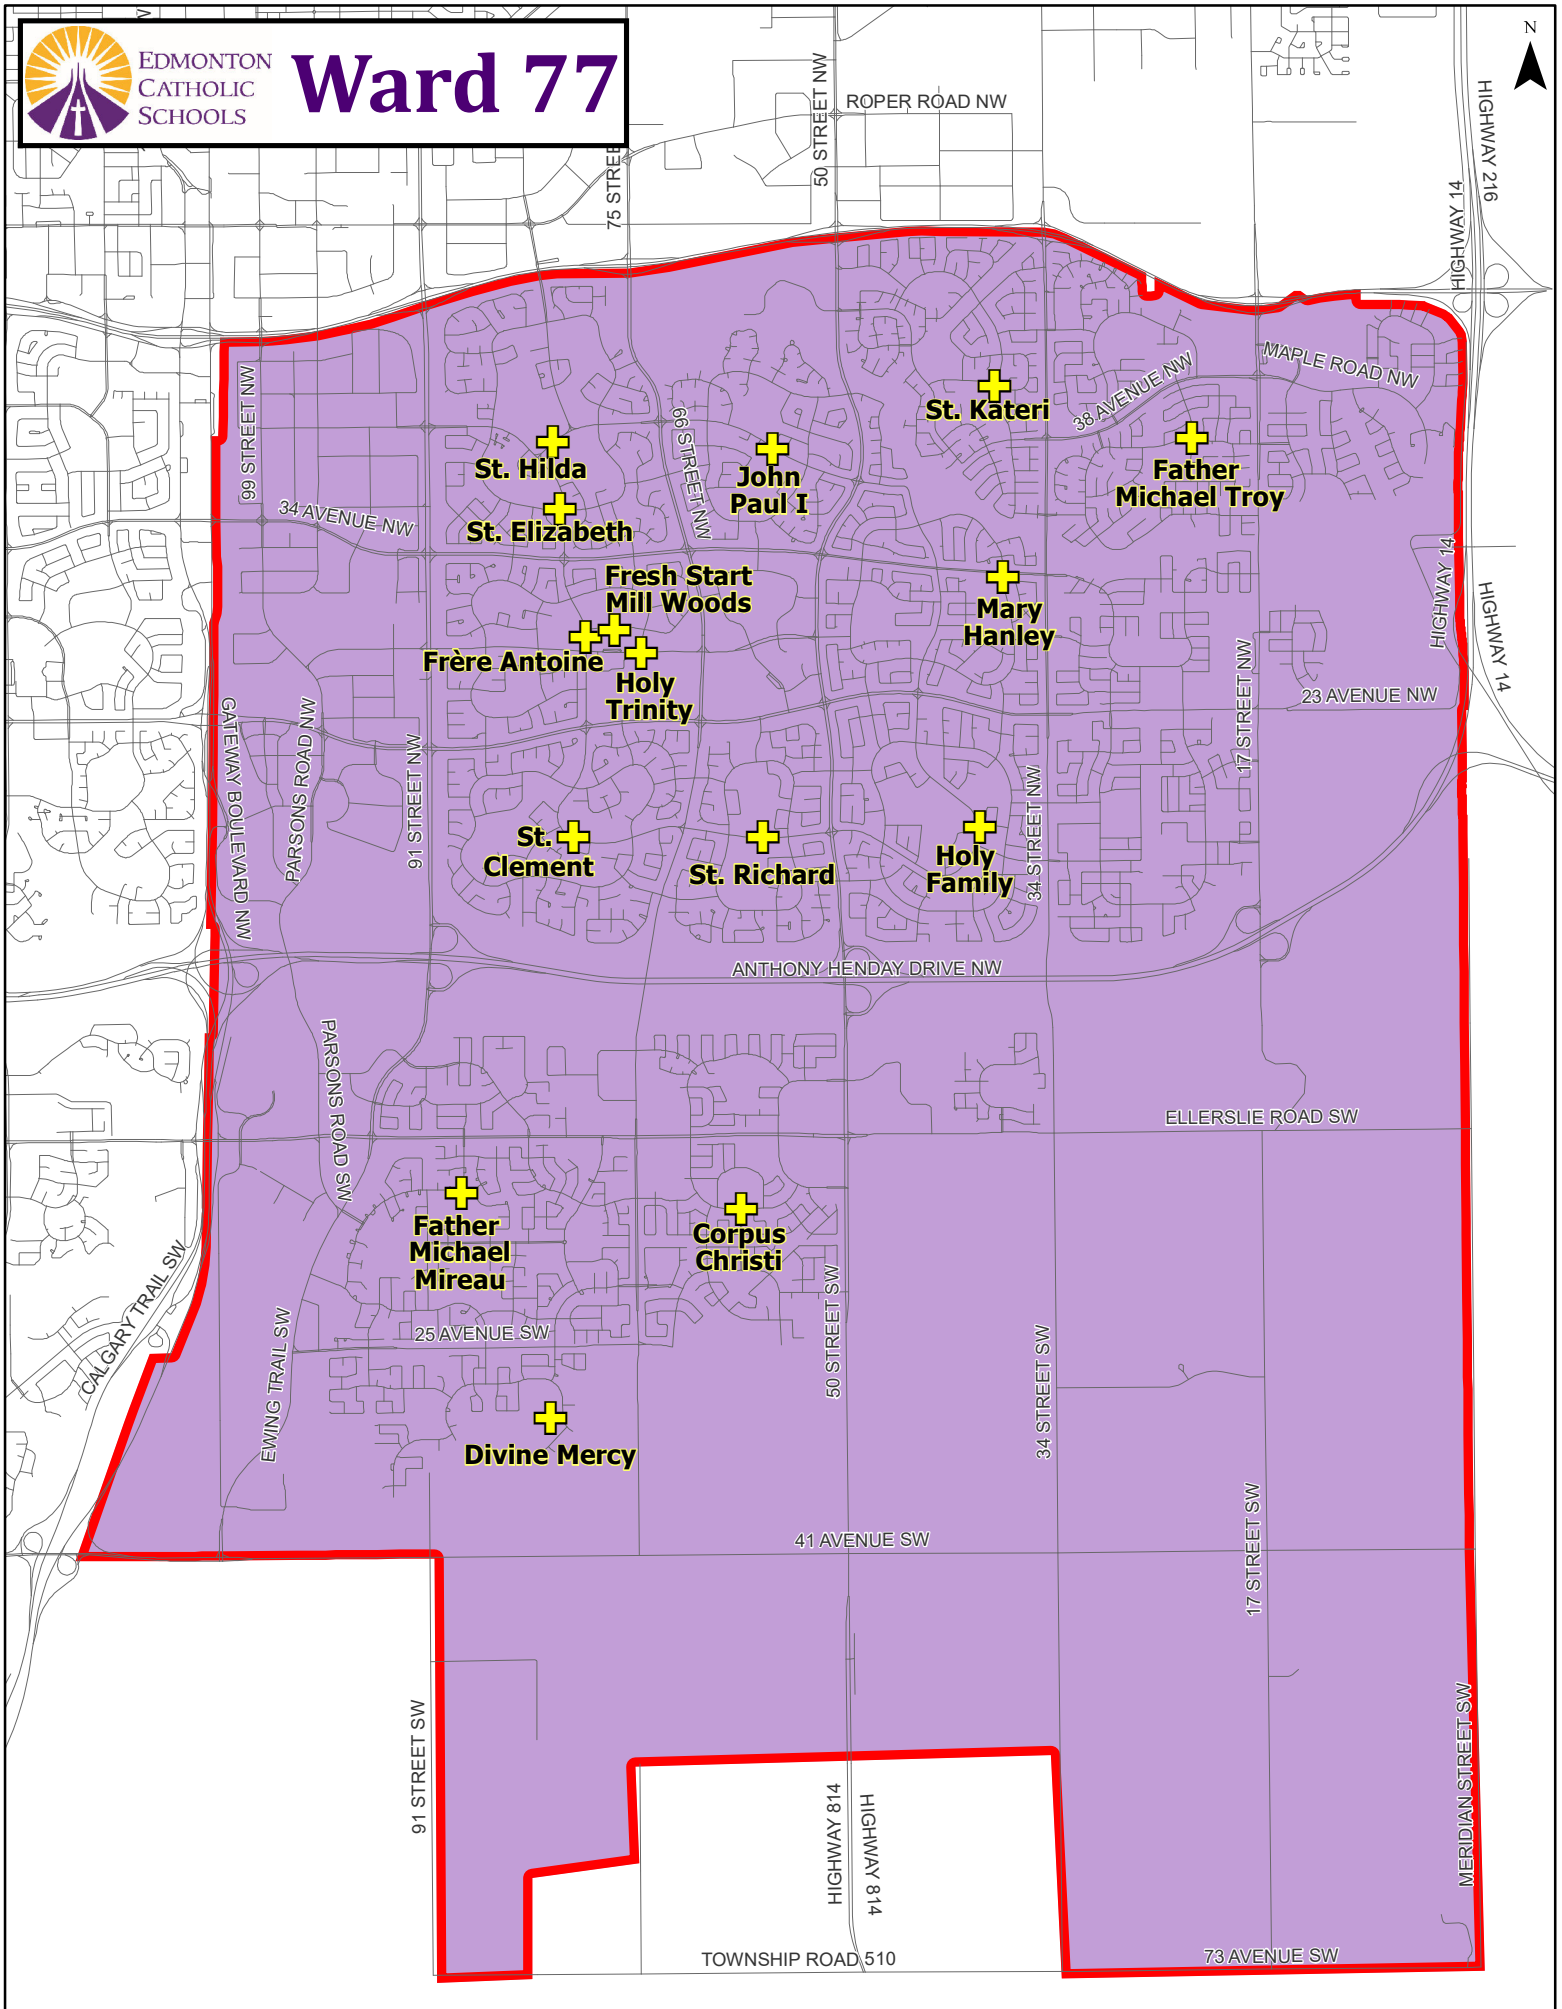 EDMONTON
CATHOLIC
SCHOOLS
Ward 77
N
ROPER ROAD NW
50 STREET NW
75 STREE
HIGHWAY 216
HIGHWAY 14
MAPLE ROAD NW
38 AVENUE NW
96 STREET NW
66 STREET NW
St. Kateri
St. Hilda
John
Paul I
Father
Michael Troy
34 AVENUE NW
St. Elizabeth
Fresh Start
Mill Woods
Mary
Hanley
HIGHWAY 14
HIGHWAY 14
Frère Antoine
Holy
Trinity
17 STREET NW
23 AVENUE NW
GATEWAY BOULEVARD NW
PARSONS ROAD NW
91 STREET NW
34 STREET NW
St.
Clement
St. Richard
Holy
Family
ANTHONY HENDAY DRIVE NW
PARSONS ROAD SW
ELLERSLIE ROAD SW
Father
Michael
Mireau
Corpus
Christi
CALGARY TRAIL SW
EWING TRAIL SW
25 AVENUE SW
50 STREET SW
34 STREET SW
Divine Mercy
41 AVENUE SW
17 STREET SW
91 STREET SW
HIGHWAY 814
HIGHWAY 814
MERIDIAN STREET SW
TOWNSHIP ROAD 510
73 AVENUE SW